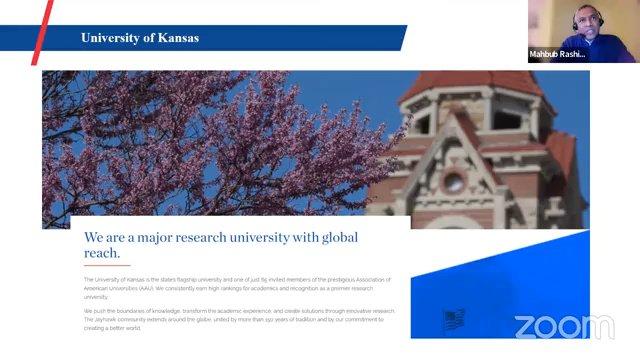 University of Kansas
Mahbub Rashi...
We are a major research university with global
reach.
The University of Kansas is the state's flagship university and one of just 65 invited members of the prestigious Association of
American Universities (AAU). We consistently earn high rankings for academics and recognition as a premier research
university.
We push the boundaries of knowledge, transform the academic experience, and create solutions through innovative research.
The Jayhawk community extends around the globe, united by more than 150 years of tradition and by our commitment to
creating a better world.
zoom